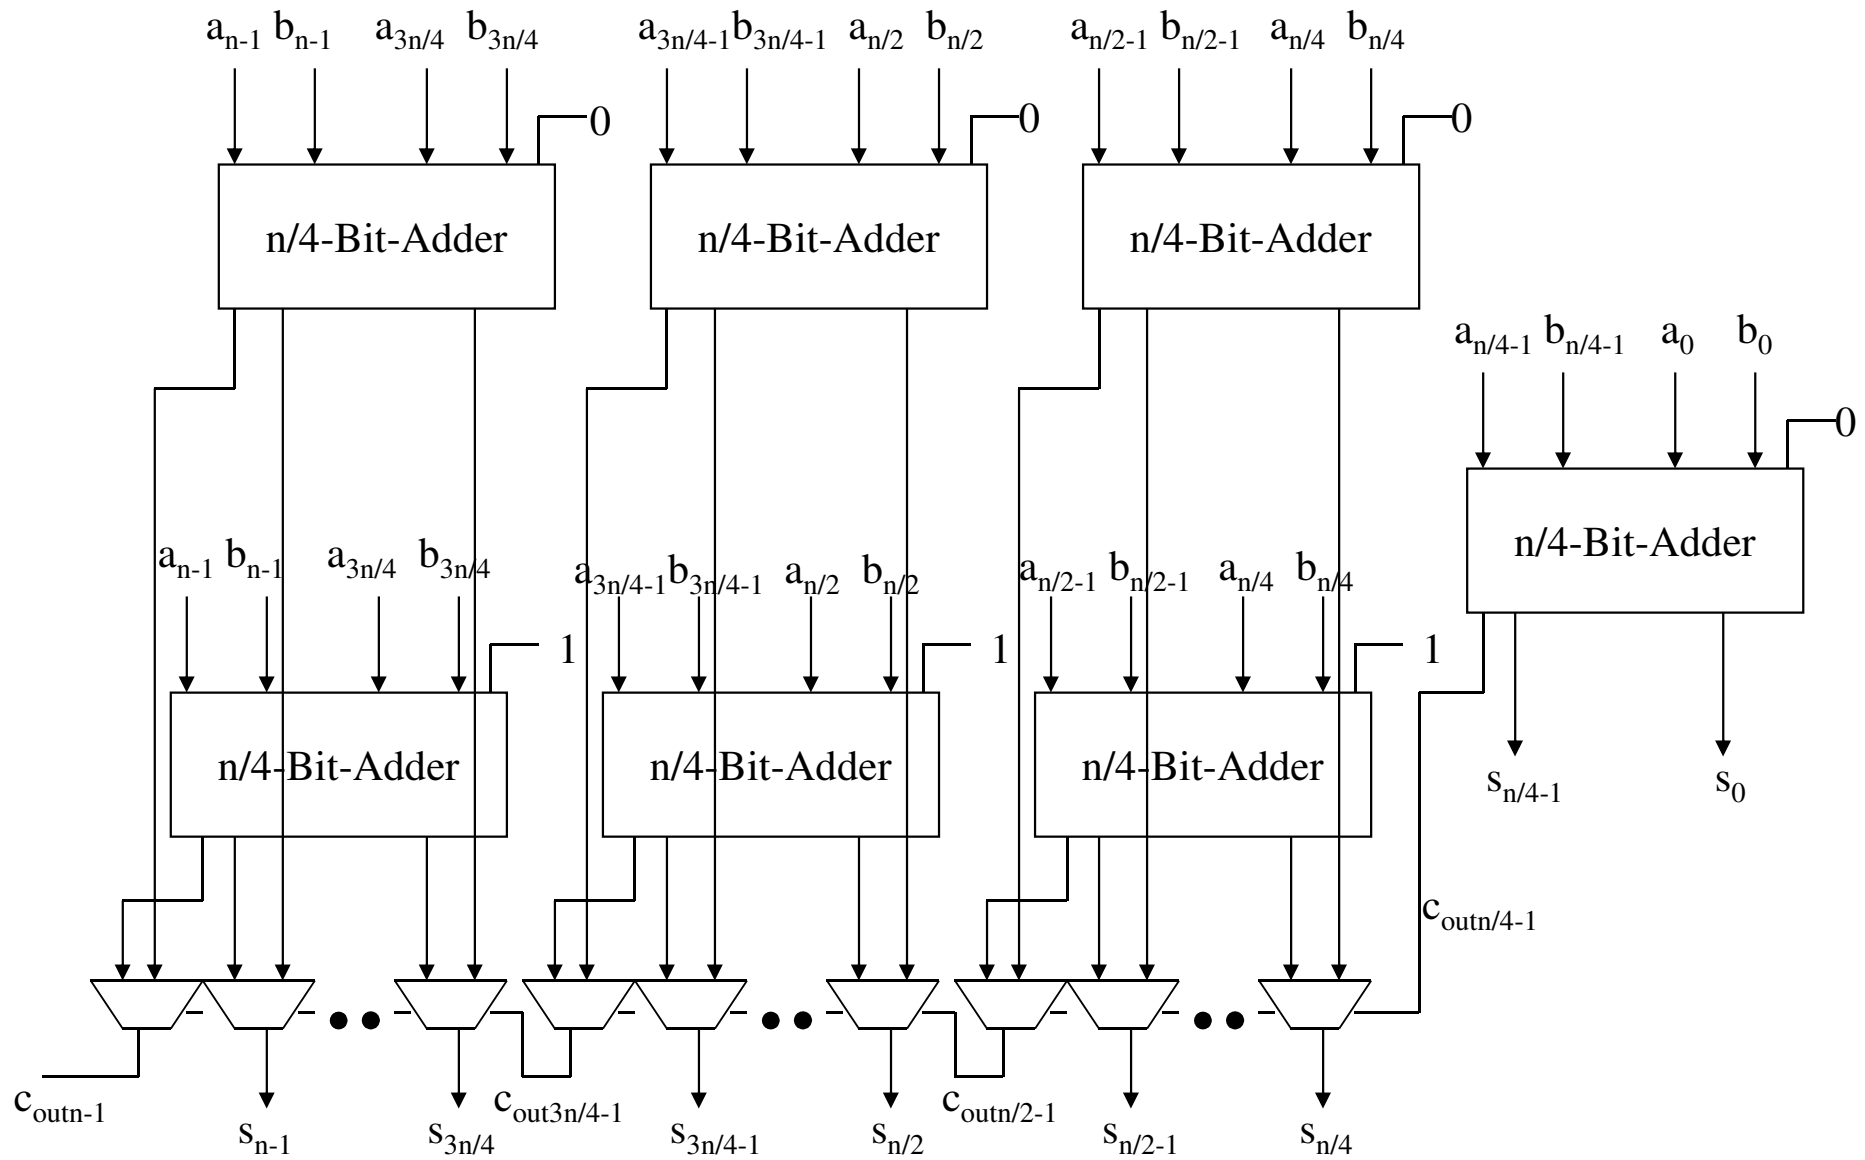 a_{n-1} b_{n-1} a_{3n/4} b_{3n/4} a_{3n/4-1} b_{3n/4-1} a_{n/2} b_{n/2} a_{n/2-1} b_{n/2-1} a_{n/4} b_{n/4}
0 0 0
n/4-Bit-Adder n/4-Bit-Adder n/4-Bit-Adder
a_{n/4-1} b_{n/4-1} a_0 b_0
0
n/4-Bit-Adder
a_{n-1} b_{n-1} a_{3n/4} b_{3n/4} a_{3n/4-1} b_{3n/4-1} a_{n/2} b_{n/2} a_{n/2-1} b_{n/2-1} a_{n/4} b_{n/4}
1 1 1
n/4-Bit-Adder n/4-Bit-Adder n/4-Bit-Adder
s_{n/4-1} s_0
c_{outn/4-1}
c_{outn-1} c_{out3n/4-1} c_{outn/2-1}
s_{n-1} s_{3n/4} s_{3n/4-1} s_{n/2} s_{n/2-1} s_{n/4}